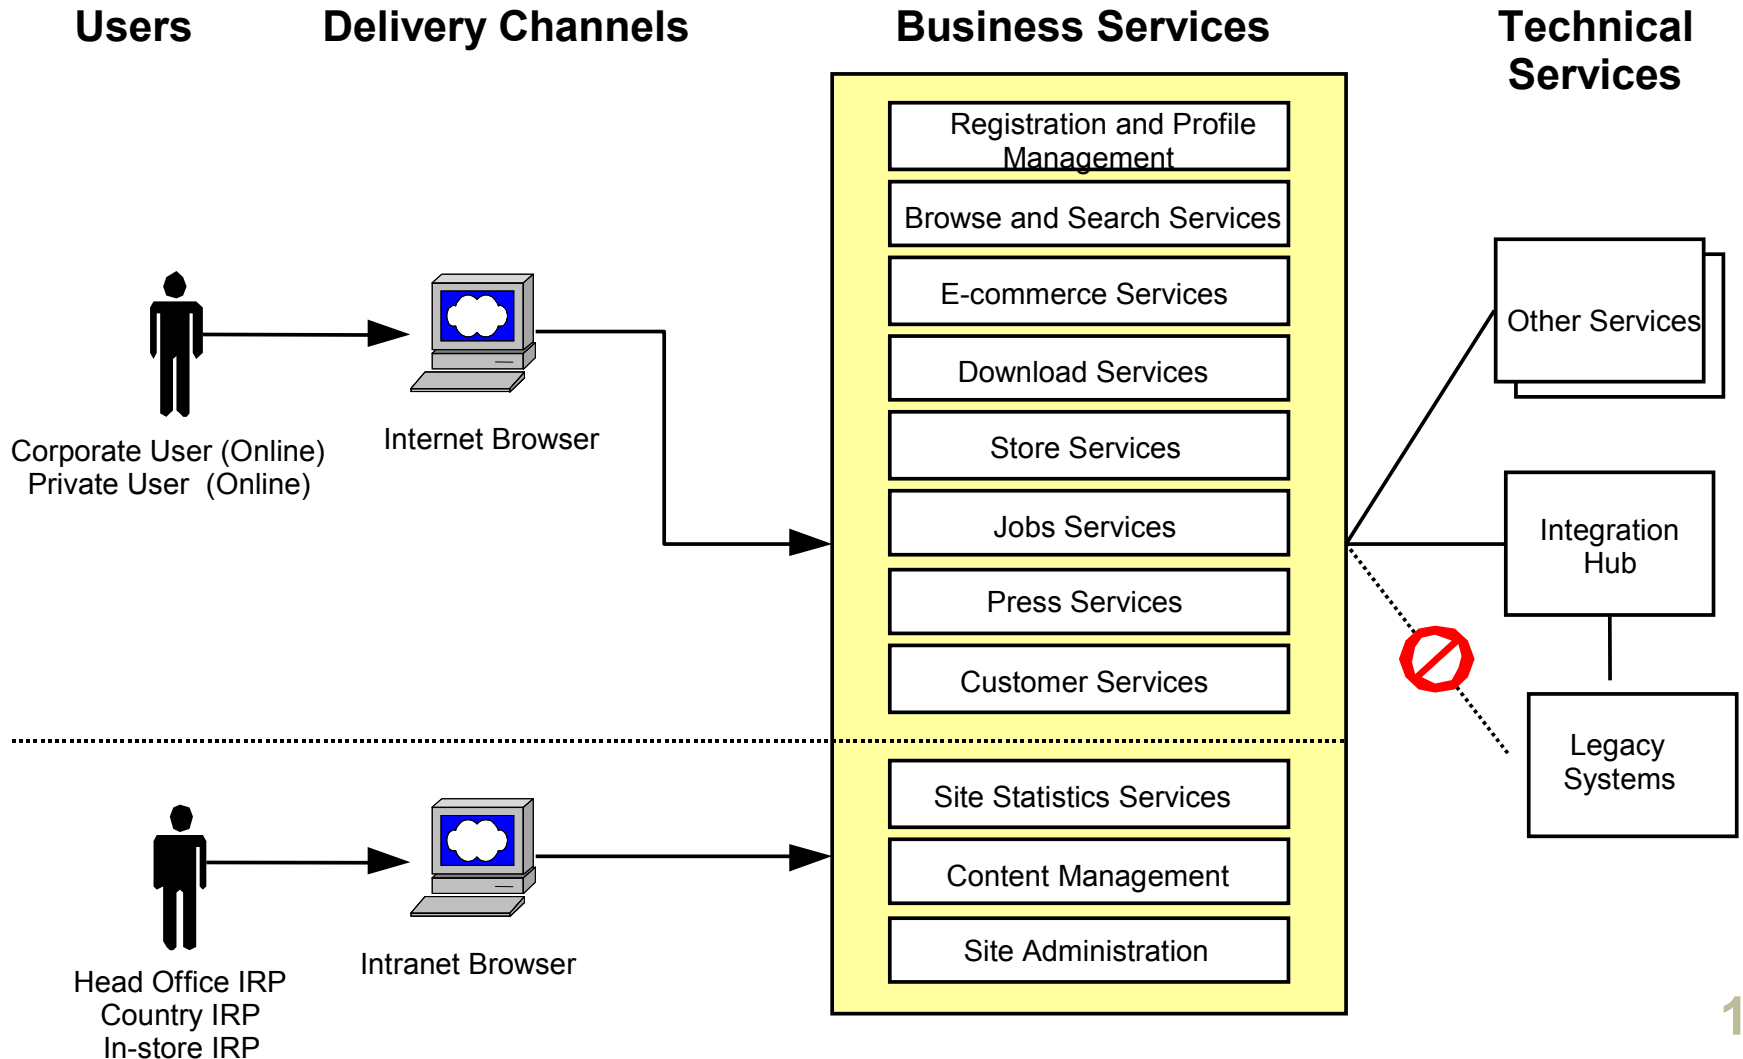 Users
Delivery Channels
Business Services
Technical
Services
Registration and Profile
Management
Browse and Search Services
E-commerce Services
Download Services
Store Services
Jobs Services
Press Services
Customer Services
Site Statistics Services
Content Management
Site Administration
Corporate User (Online)
Private User (Online)
Internet Browser
Head Office IRP
Country IRP
In-store IRP
Intranet Browser
Other Services
Integration
Hub
Legacy
Systems
1